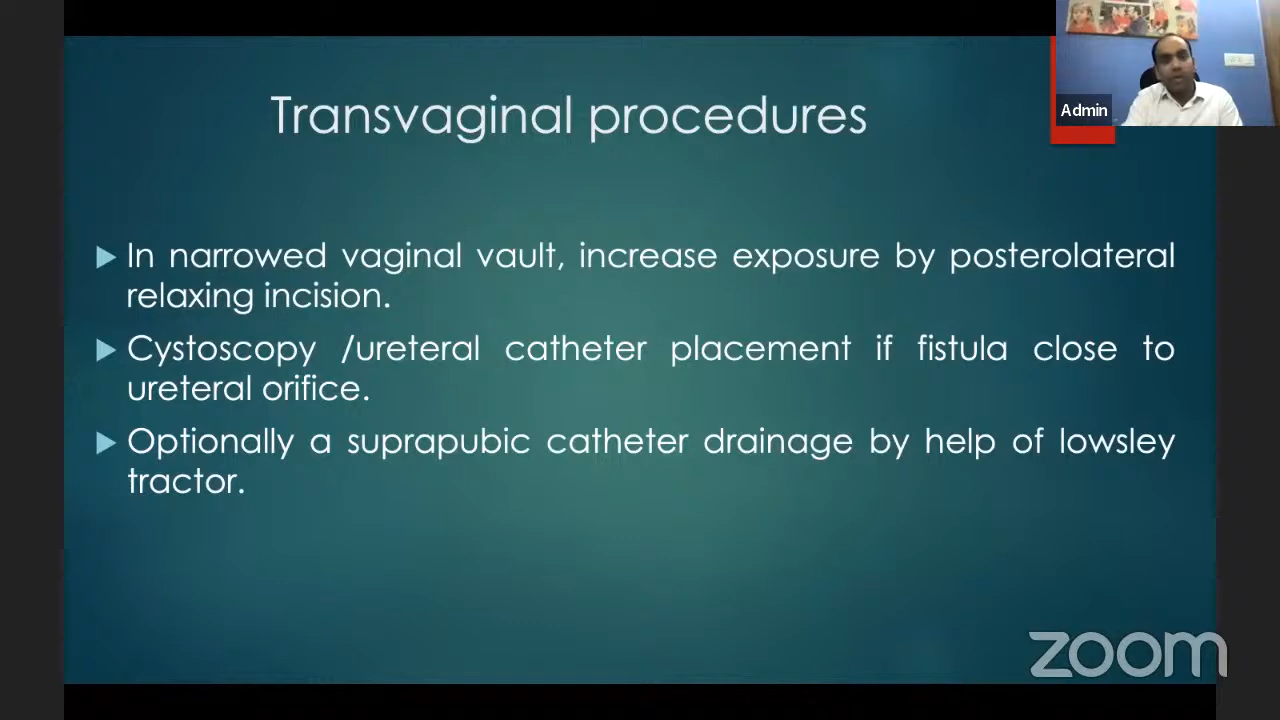 Transvaginal procedures
Admin
In narrowed vaginal vault, increase exposure by posterolateral
relaxing incision.
Cystoscopy /ureteral catheter placement if fistula close to
ureteral orifice.
Optionally a suprapubic catheter drainage by help of lowsley
tractor.
zoom